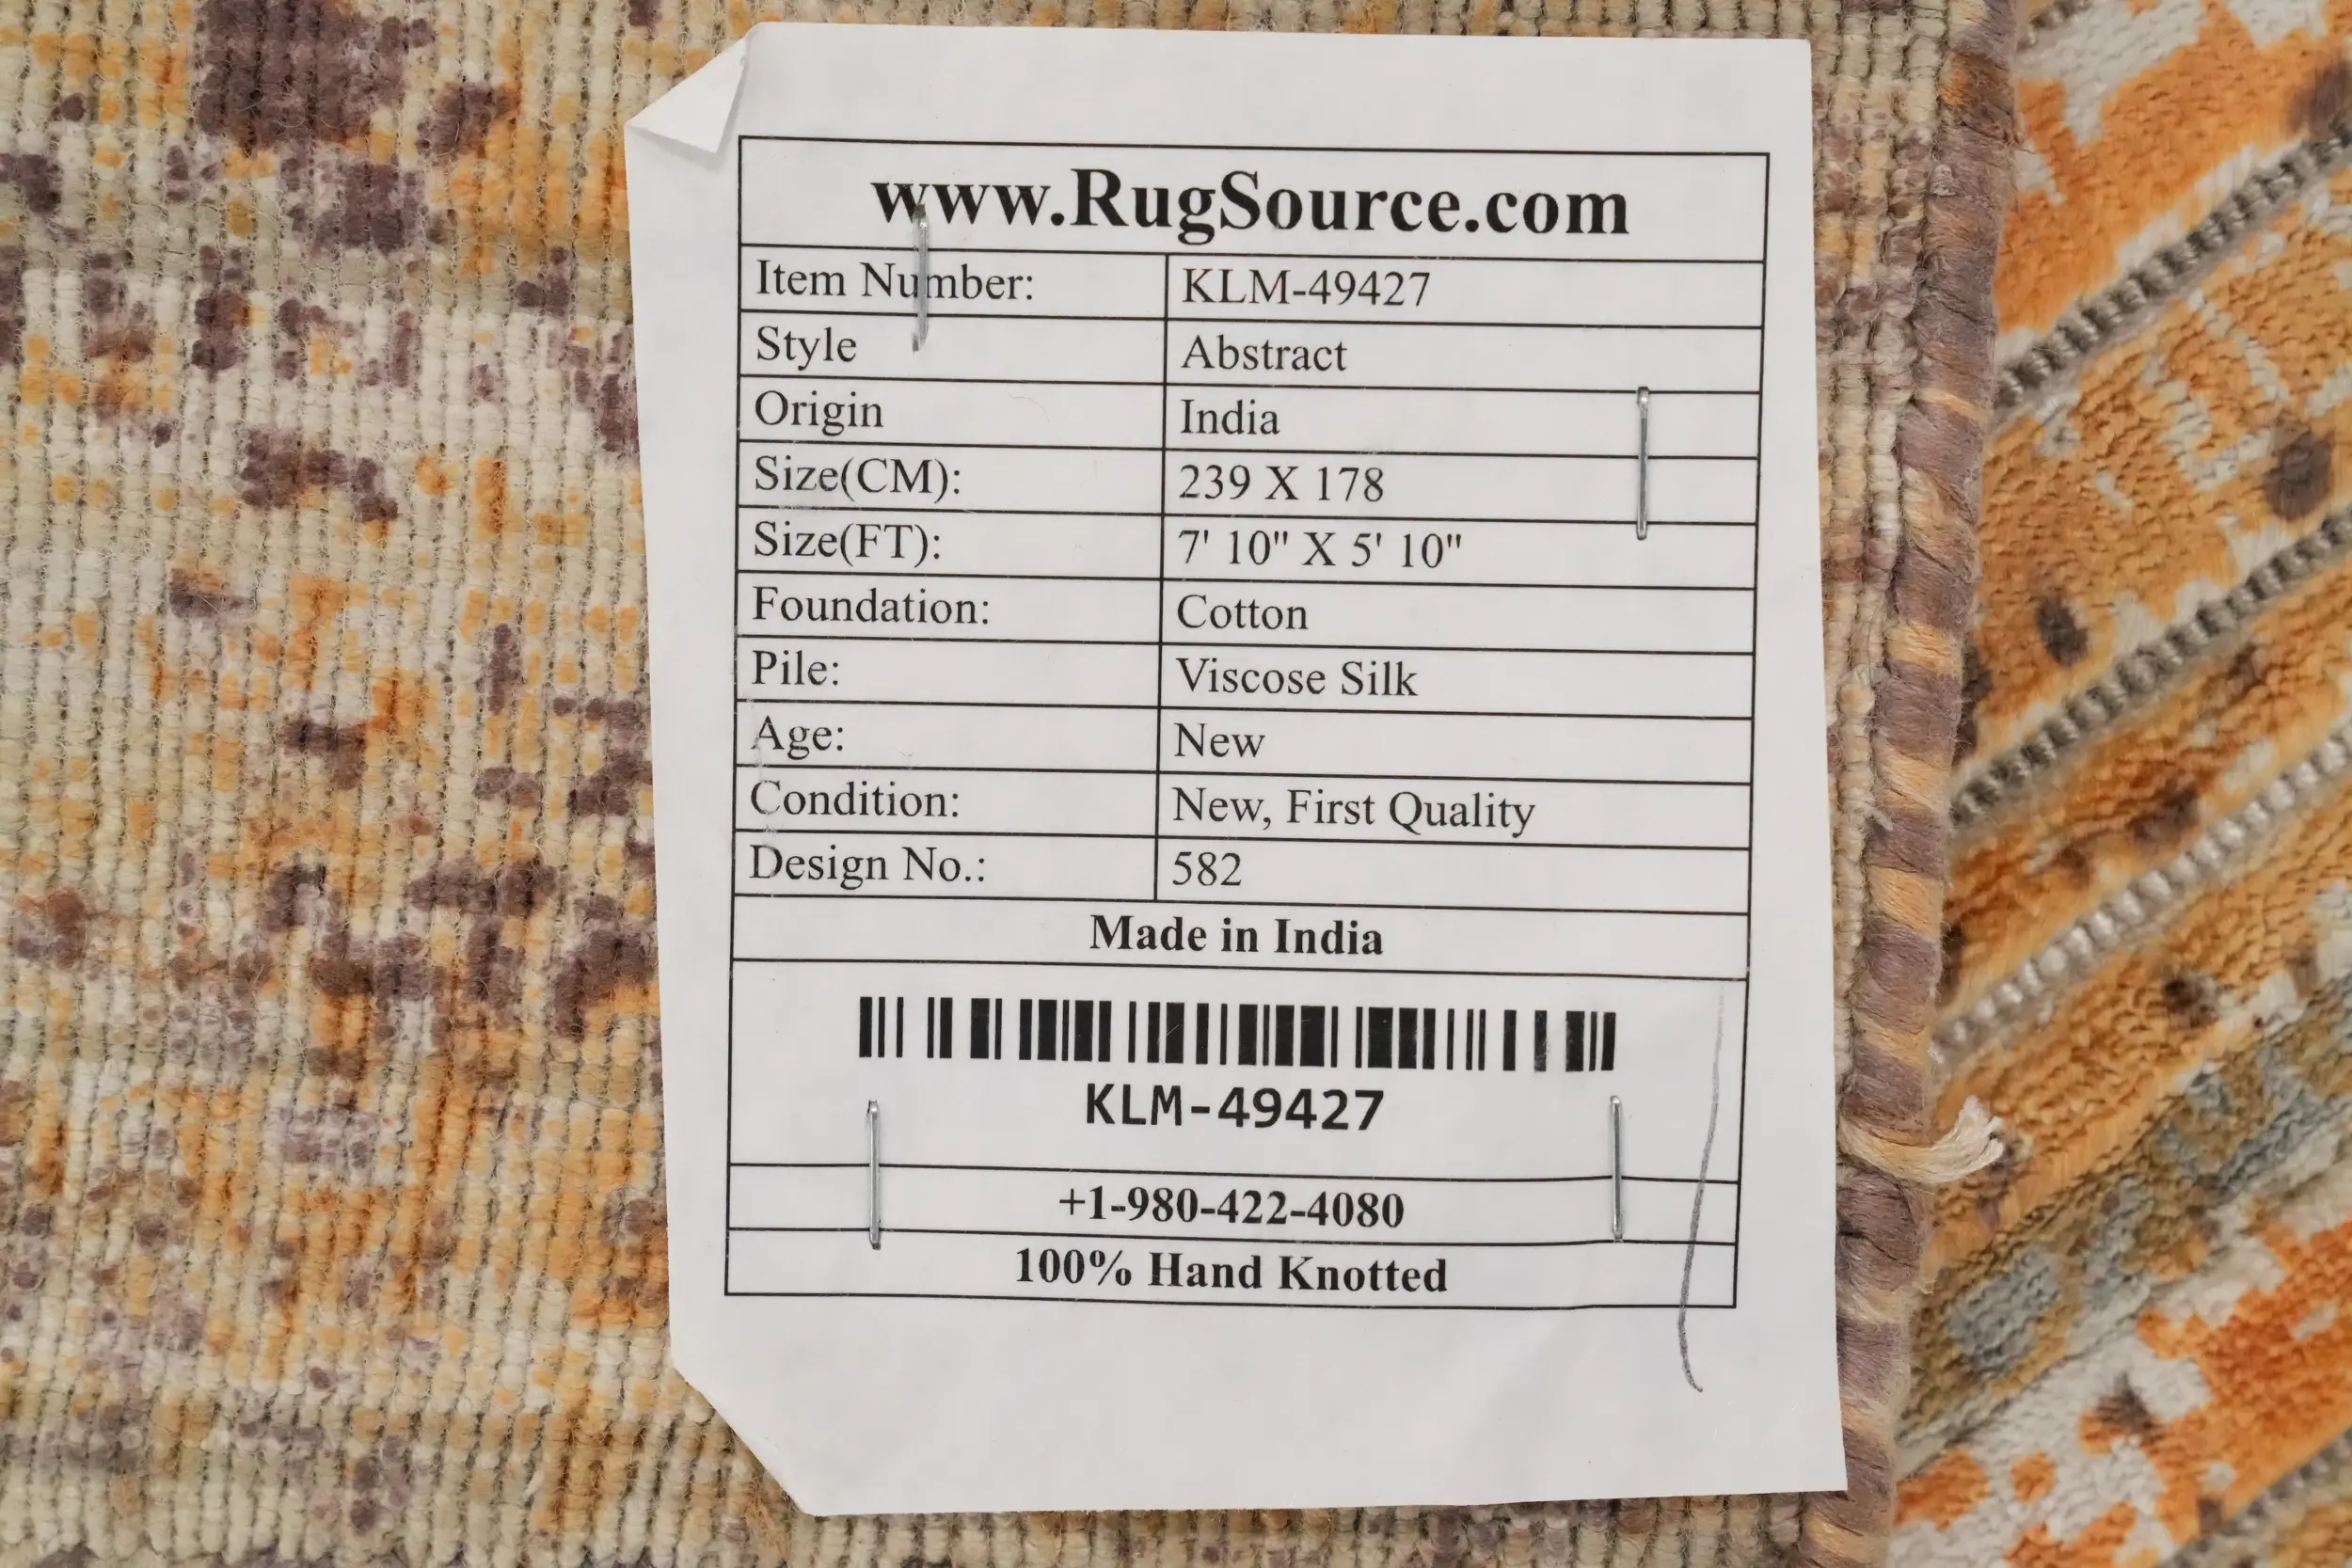 www.RugSource.com
Item Number: KLM-49427
Style Abstract
Origin India
Size(CM): 239 X 178
Size(FT): 7' 10" X 5' 10"
Foundation: Cotton
Pile: Viscose Silk
Age: New
Condition: New, First Quality
Design No.: 582
Made in India
KLM-49427
+1-980-422-4080
100% Hand Knotted